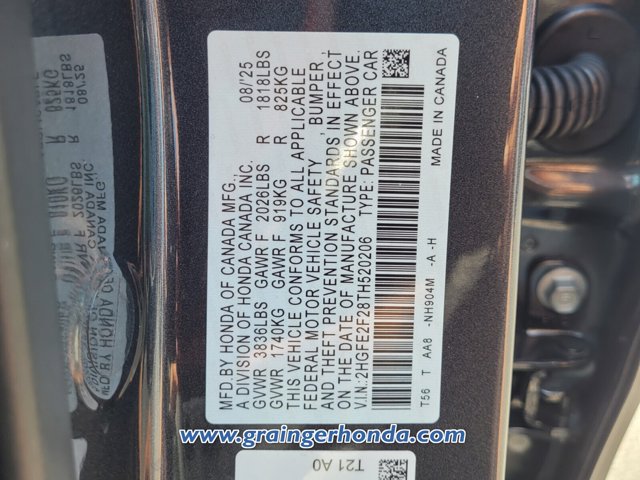 MFD. BY HONDA OF CANADA MFG., 08/25
A DIVISION OF HONDA CANADA INC.
GVWR 3836LBS GAWR F 2028LBS R 1818LBS
GVWR 1740KG GAWR F 919KG R 825KG
THIS VEHICLE CONFORMS TO ALL APPLICABLE
FEDERAL MOTOR VEHICLE SAFETY, BUMPER,
AND THEFT PREVENTION STANDARDS IN EFFECT
ON THE DATE OF MANUFACTURE SHOWN ABOVE.
V.I.N.:2HGFE2F28TH520206 TYPE: PASSENGER CAR
T56 T AA8 -NH904M -A -H MADE IN CANADA
T21 A0
www.graingerhonda.com